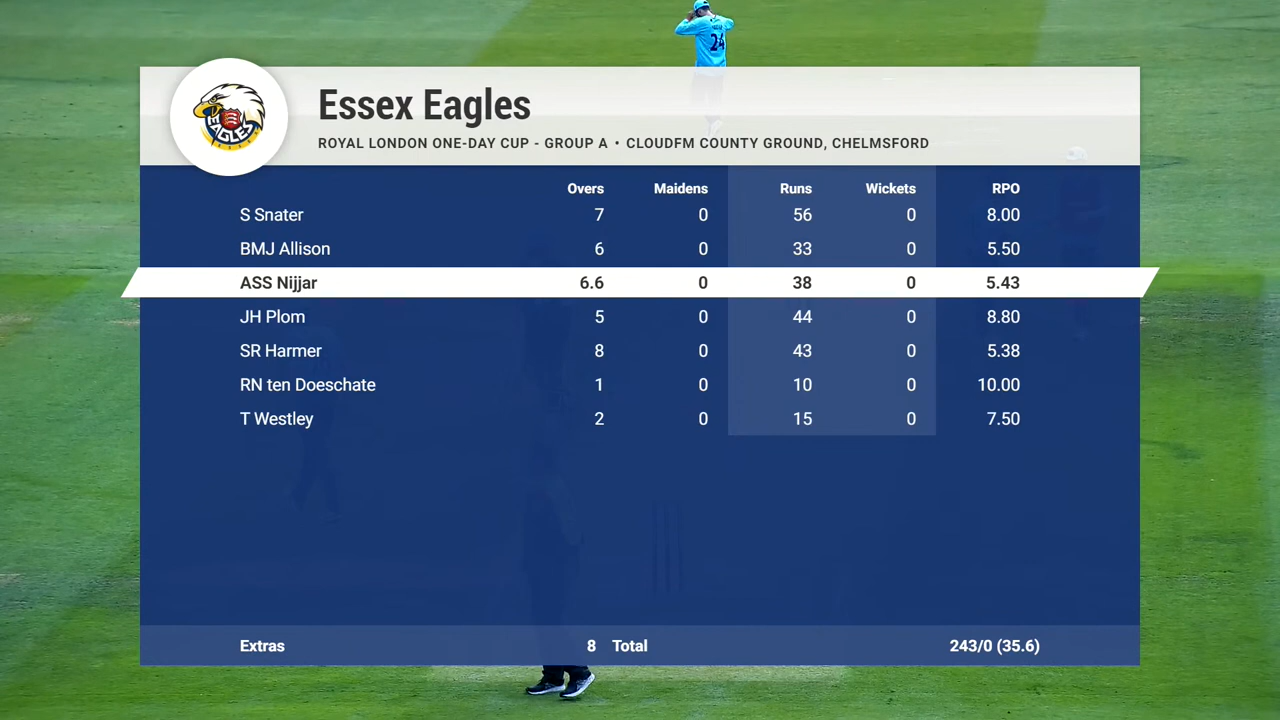 24
Essex Eagles
ROYAL LONDON ONE-DAY CUP - GROUP A • CLOUDFM COUNTY GROUND, CHELMSFORD
EAGLES
Overs Maidens Runs Wickets RPO
S Snater 7 0 56 0 8.00
BMJ Allison 6 0 33 0 5.50
ASS Nijjar 6.6 0 38 0 5.43
JH Plom 5 0 44 0 8.80
SR Harmer 8 0 43 0 5.38
RN ten Doeschate 1 0 10 0 10.00
T Westley 2 0 15 0 7.50
Extras 8 Total 243/0 (35.6)